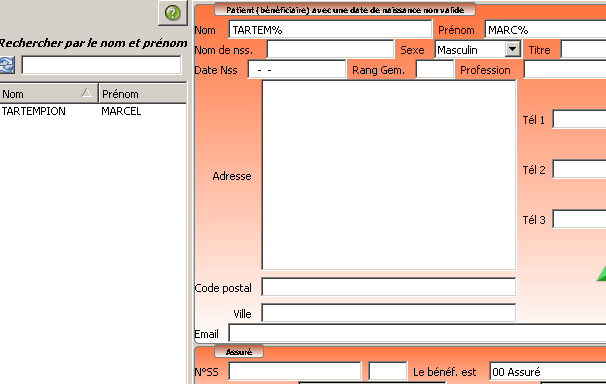 Rechercher par le nom et prénom
Nom Prénom
TARTEMPION MARCEL
Patient (bénéficiaire) avec une date de naissance non valide
Nom TARTEM% Prénom MARC%
Nom de nss. Sexe Masculin Titre
Date Nss - - Rang Gem. Profession
Tél 1
Adresse Tél 2
Tél 3
Code postal
Ville
Email
Assuré
N°SS Le bénéf. est 00 Assuré